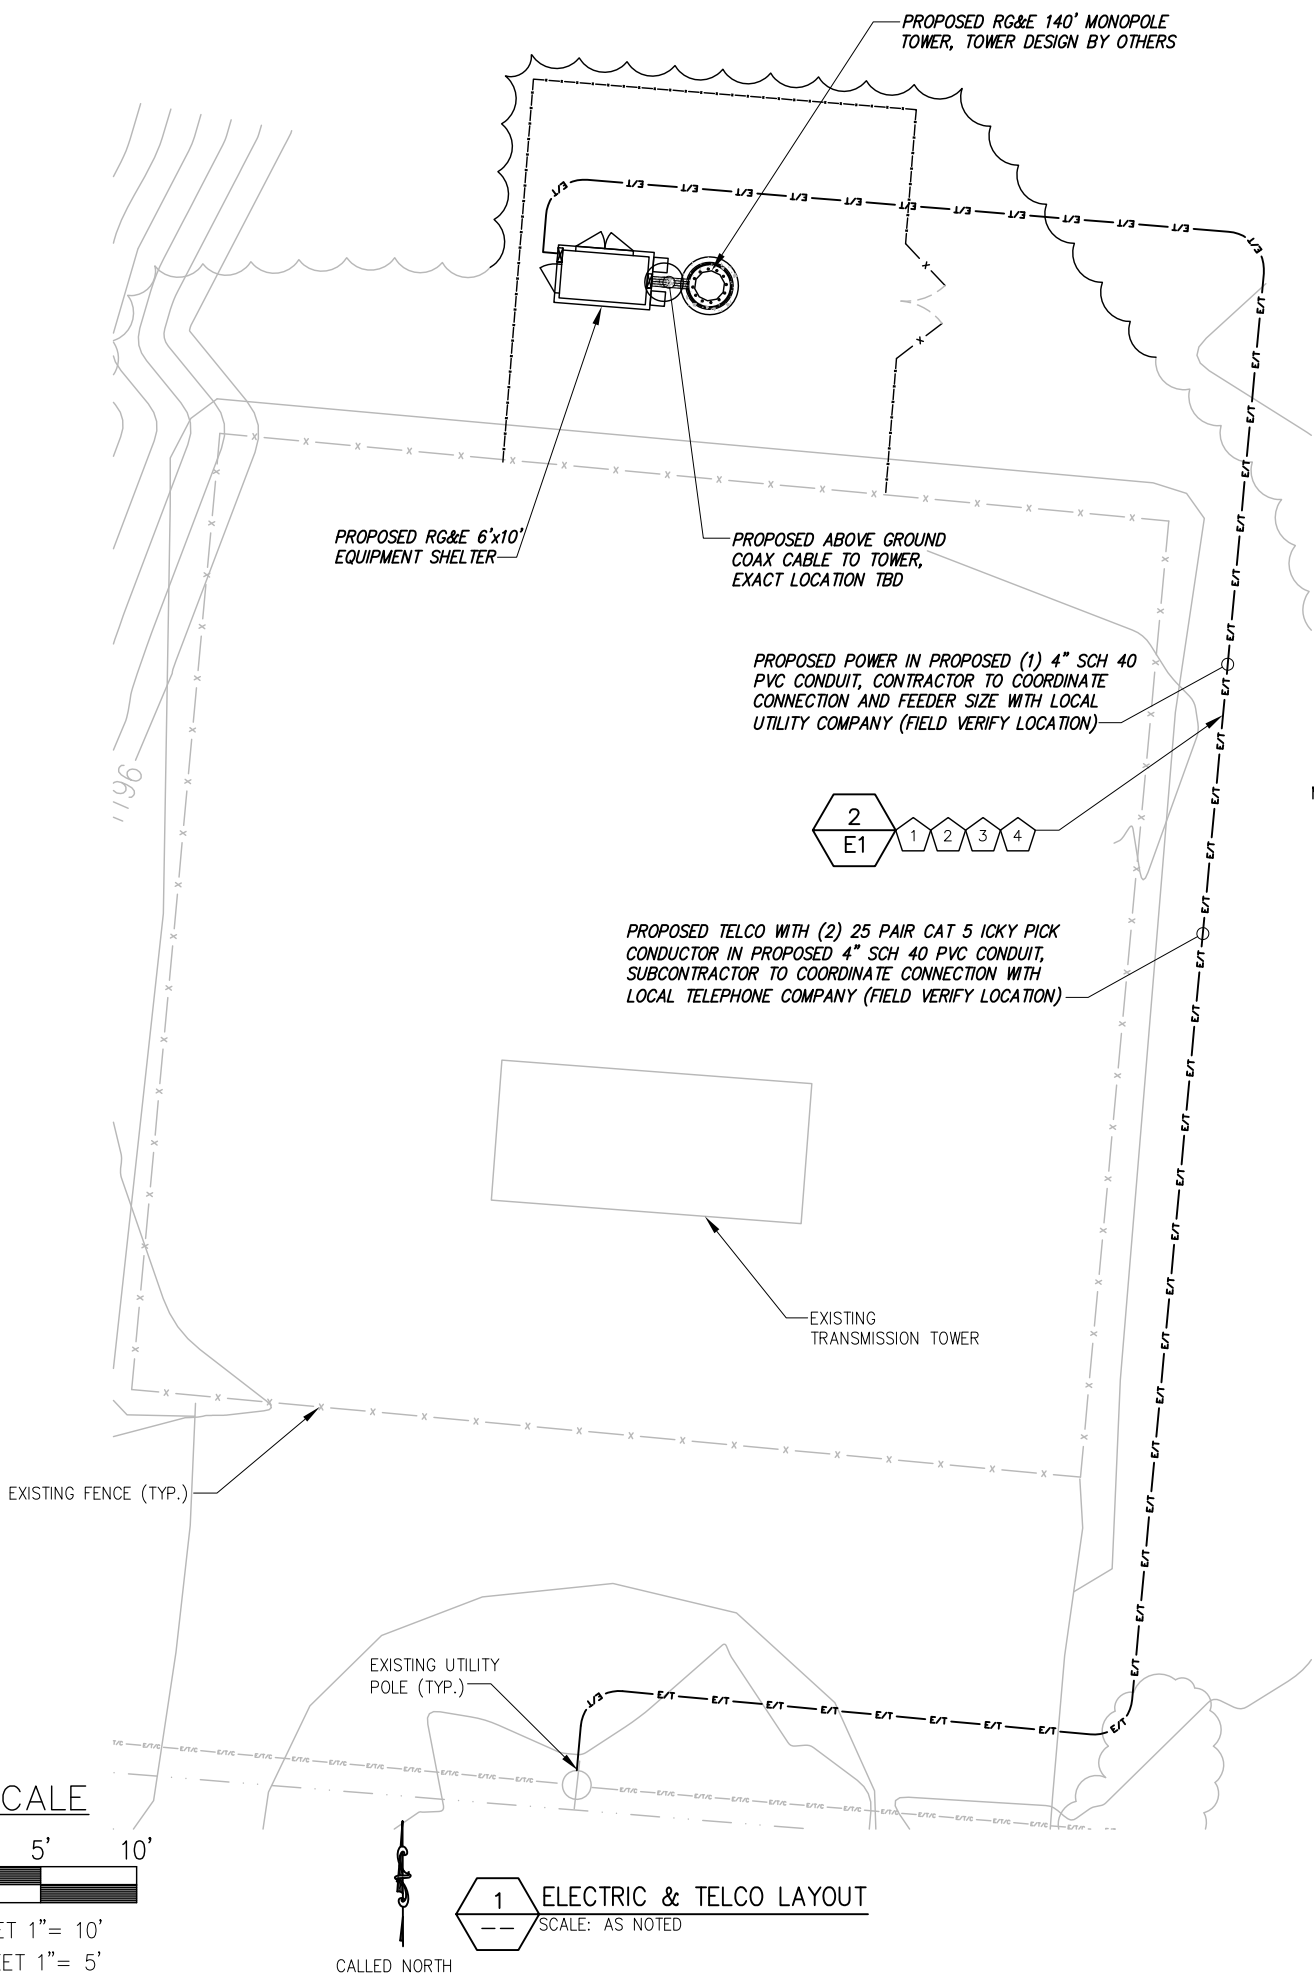 PROPOSED RG&E 140' MONOPOLE
TOWER, TOWER DESIGN BY OTHERS
E/T E/T E/T E/T E/T E/T E/T E/T E/T E/T E/T E/T E/T
PROPOSED RG&E 6'x10'
EQUIPMENT SHELTER
PROPOSED ABOVE GROUND
COAX CABLE TO TOWER,
EXACT LOCATION TBD
PROPOSED POWER IN PROPOSED (1) 4" SCH 40
PVC CONDUIT, CONTRACTOR TO COORDINATE
CONNECTION AND FEEDER SIZE WITH LOCAL
UTILITY COMPANY (FIELD VERIFY LOCATION)
1196
2
E1
1 2 3 4
PROPOSED TELCO WITH (2) 25 PAIR CAT 5 ICKY PICK
CONDUCTOR IN PROPOSED 4" SCH 40 PVC CONDUIT,
SUBCONTRACTOR TO COORDINATE CONNECTION WITH
LOCAL TELEPHONE COMPANY (FIELD VERIFY LOCATION)
EXISTING
TRANSMISSION TOWER
EXISTING FENCE (TYP.)
EXISTING UTILITY
POLE (TYP.)
E/T E/T E/T E/T E/T E/T E/T E/T E/T E/T
CALE
5' 10'
ET 1"= 10'
EET 1"= 5'
CALLED NORTH
1
--
ELECTRIC & TELCO LAYOUT
SCALE: AS NOTED